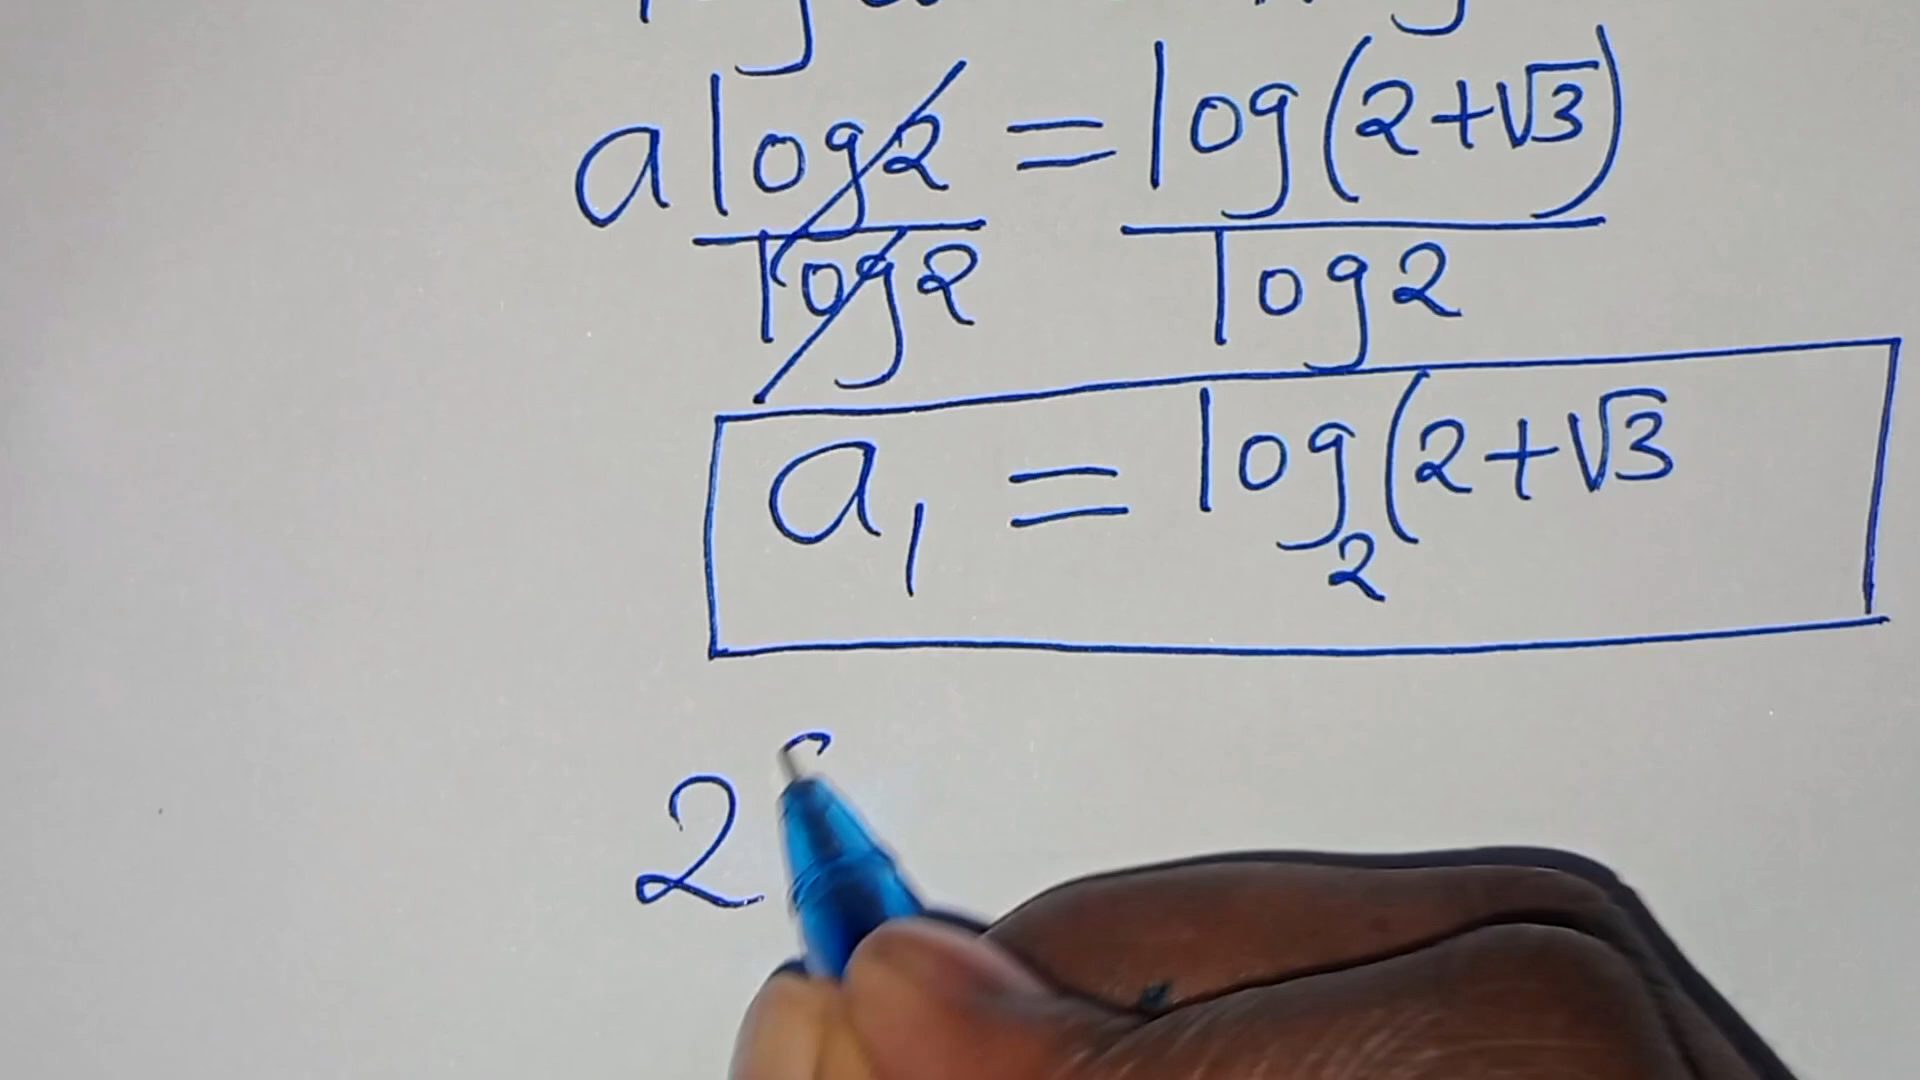 a log2 = log(2+√3)
log2 log2
a₁ = log₂(2+√3
2